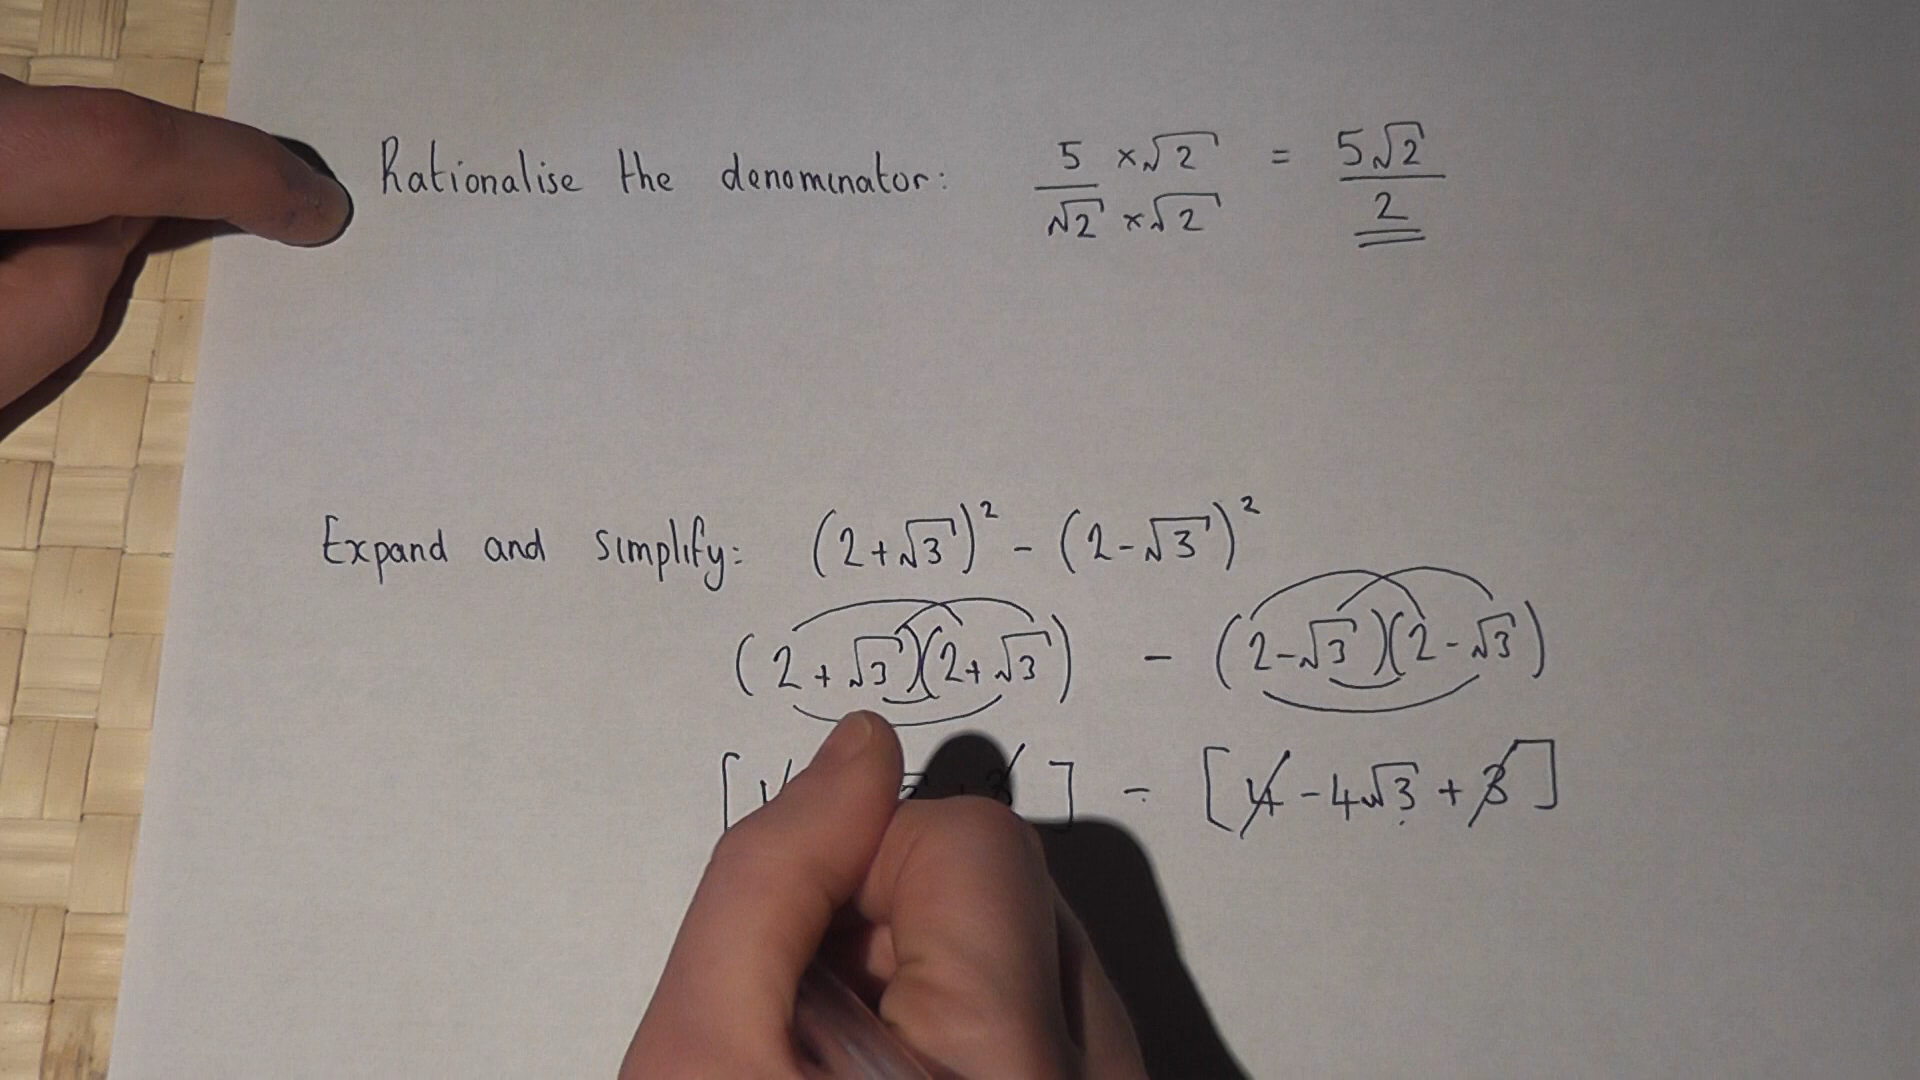 Rationalise the denominator: 5 ×√2 / √2 ×√2 = 5√2 / 2
Expand and simplify: (2+√3)² - (2-√3)²
(2+√3)(2+√3) - (2-√3)(2-√3)
[ ] - [4 - 4√3 + 3]